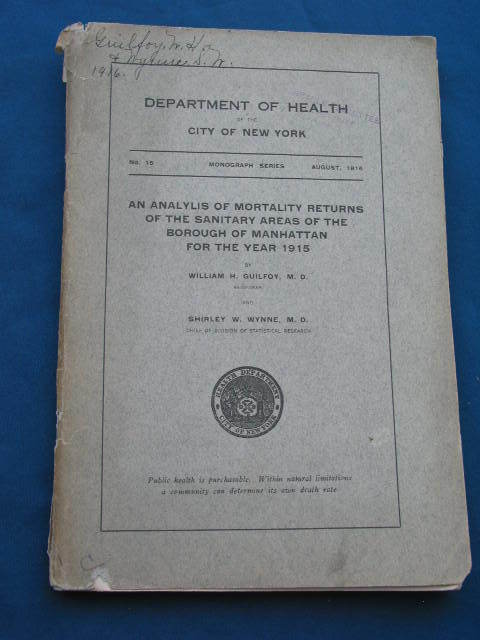 Guilfoy, W. H.
& Wynne, S. W.
1916.
DEPARTMENT OF HEALTH
OF THE
CITY OF NEW YORK
No. 15 MONOGRAPH SERIES AUGUST, 1916
AN ANALYLIS OF MORTALITY RETURNS
OF THE SANITARY AREAS OF THE
BOROUGH OF MANHATTAN
FOR THE YEAR 1915
BY
WILLIAM H. GUILFOY, M. D.
REGISTRAR
AND
SHIRLEY W. WYNNE, M. D.
CHIEF OF DIVISION OF STATISTICAL RESEARCH
HEALTH DEPARTMENT
CITY OF NEW YORK
Public health is purchasable. Within natural limitations
a community can determine its own death rate